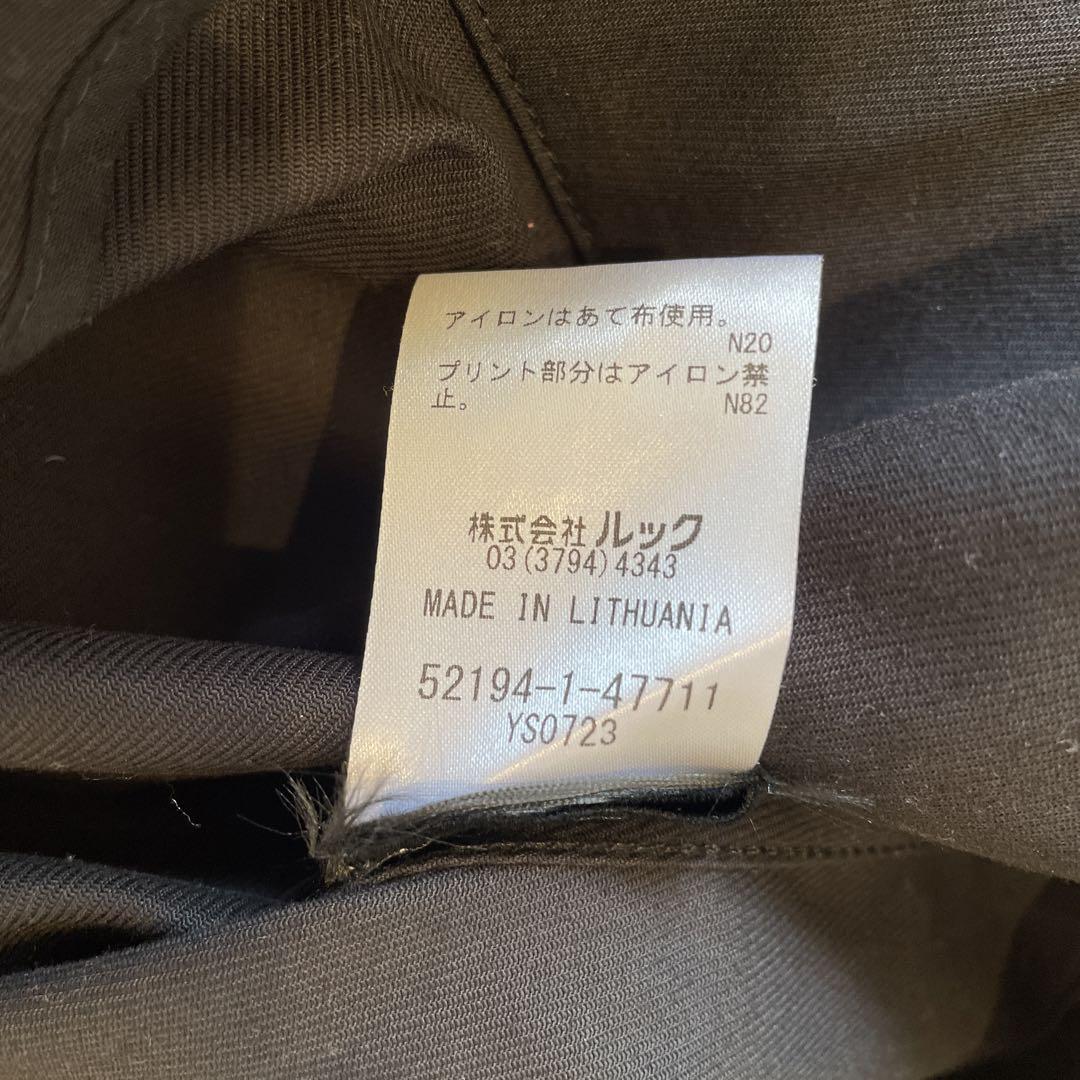 アイロンはあて布使用。
N20
プリント部分はアイロン禁
止。 N82
株式会社 ルック
03(3794)4343
MADE IN LITHUANIA
52194-1-47711
YS0723